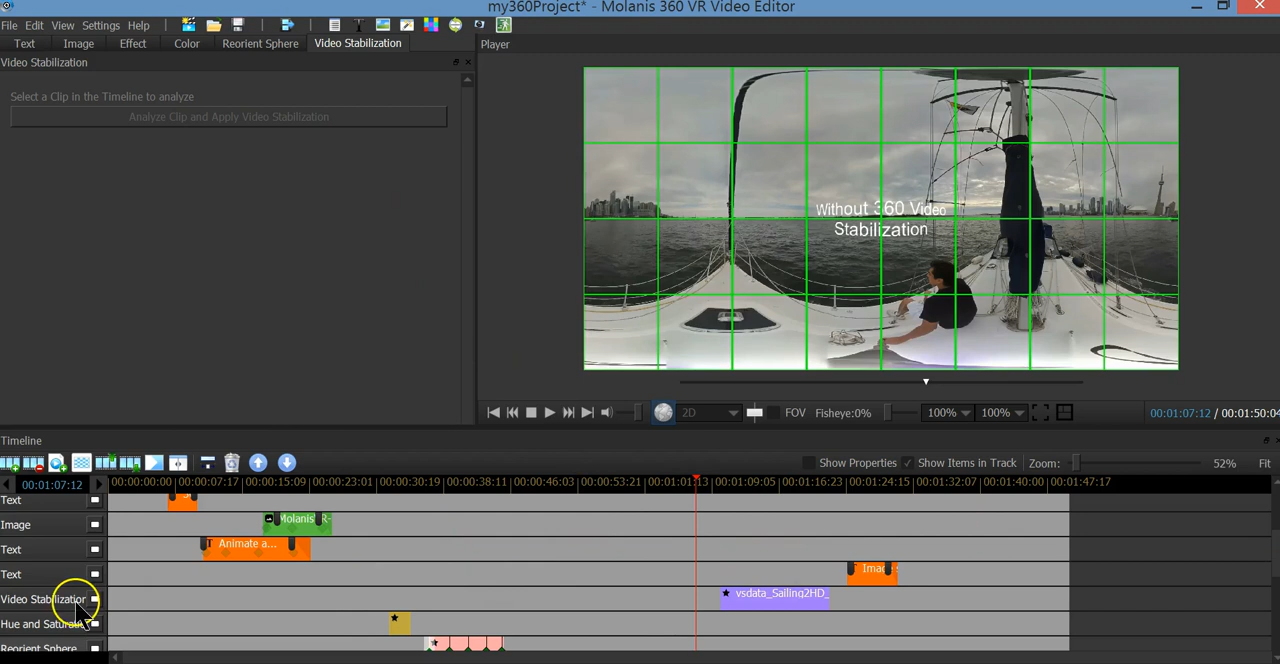 my360Project* - Molanis 360 VR Video Editor
File Edit View Settings Help
Text Image Effect Color Reorient Sphere Video Stabilization
Player
Video Stabilization
Select a Clip in the Timeline to analyze
Analyze Clip and Apply Video Stabilization
Without 360 Video
Stabilization
2D FOV Fisheye:0% 100% 100% 00:01:07:12 / 00:01:50:04
Timeline
Show Properties Show Items in Track Zoom: 52% Fit
00:01:07:12 00:00:00:00 00:00:07:17 00:00:15:09 00:00:23:01 00:00:30:19 00:00:38:11 00:00:46:03 00:00:53:21 00:01:01:13 00:01:09:05 00:01:16:23 00:01:24:15 00:01:32:07 00:01:40:00 00:01:47:17
Text
Image Molanis R-
Text Animate a...
Text Imag
Video Stabilization vsdata_Sailing2HD_
Hue and Satura
Reorient Sphere